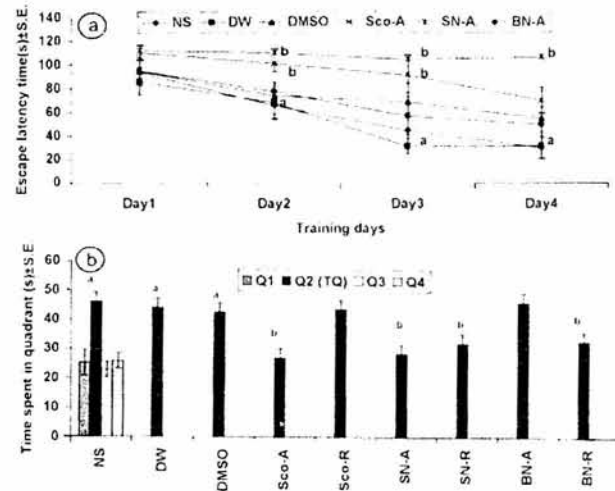 a
NS DW DMSO Sco-A SN-A BN-A
Escape latency time(s)±S.E.
140
120
100
80
60
40
20
0
b b b b
b b
a a a
Day1 Day2 Day3 Day4
Training days
b
Time spent in quadrant (s)±S.E
Q1 Q2 (TQ) Q3 Q4
60
50
40
30
20
10
0
a a a b b b b
NS DW DMSO Sco-A Sco-R SN-A SN-R BN-A BN-R